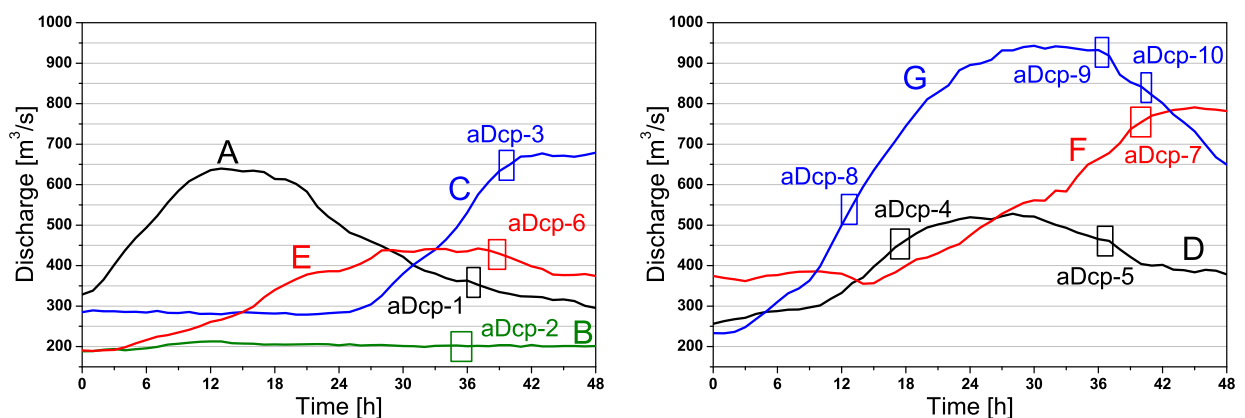 1000
900
800
700
600
500
400
300
200
Discharge [m³/s]
0 6 12 18 24 30 36 42 48
Time [h]
A
aDcp-3
C
aDcp-6
E
aDcp-1
aDcp-2
B
1000
900
800
700
600
500
400
300
200
Discharge [m³/s]
0 6 12 18 24 30 36 42 48
Time [h]
G
aDcp-10
aDcp-9
aDcp-8
F
aDcp-7
aDcp-4
D
aDcp-5